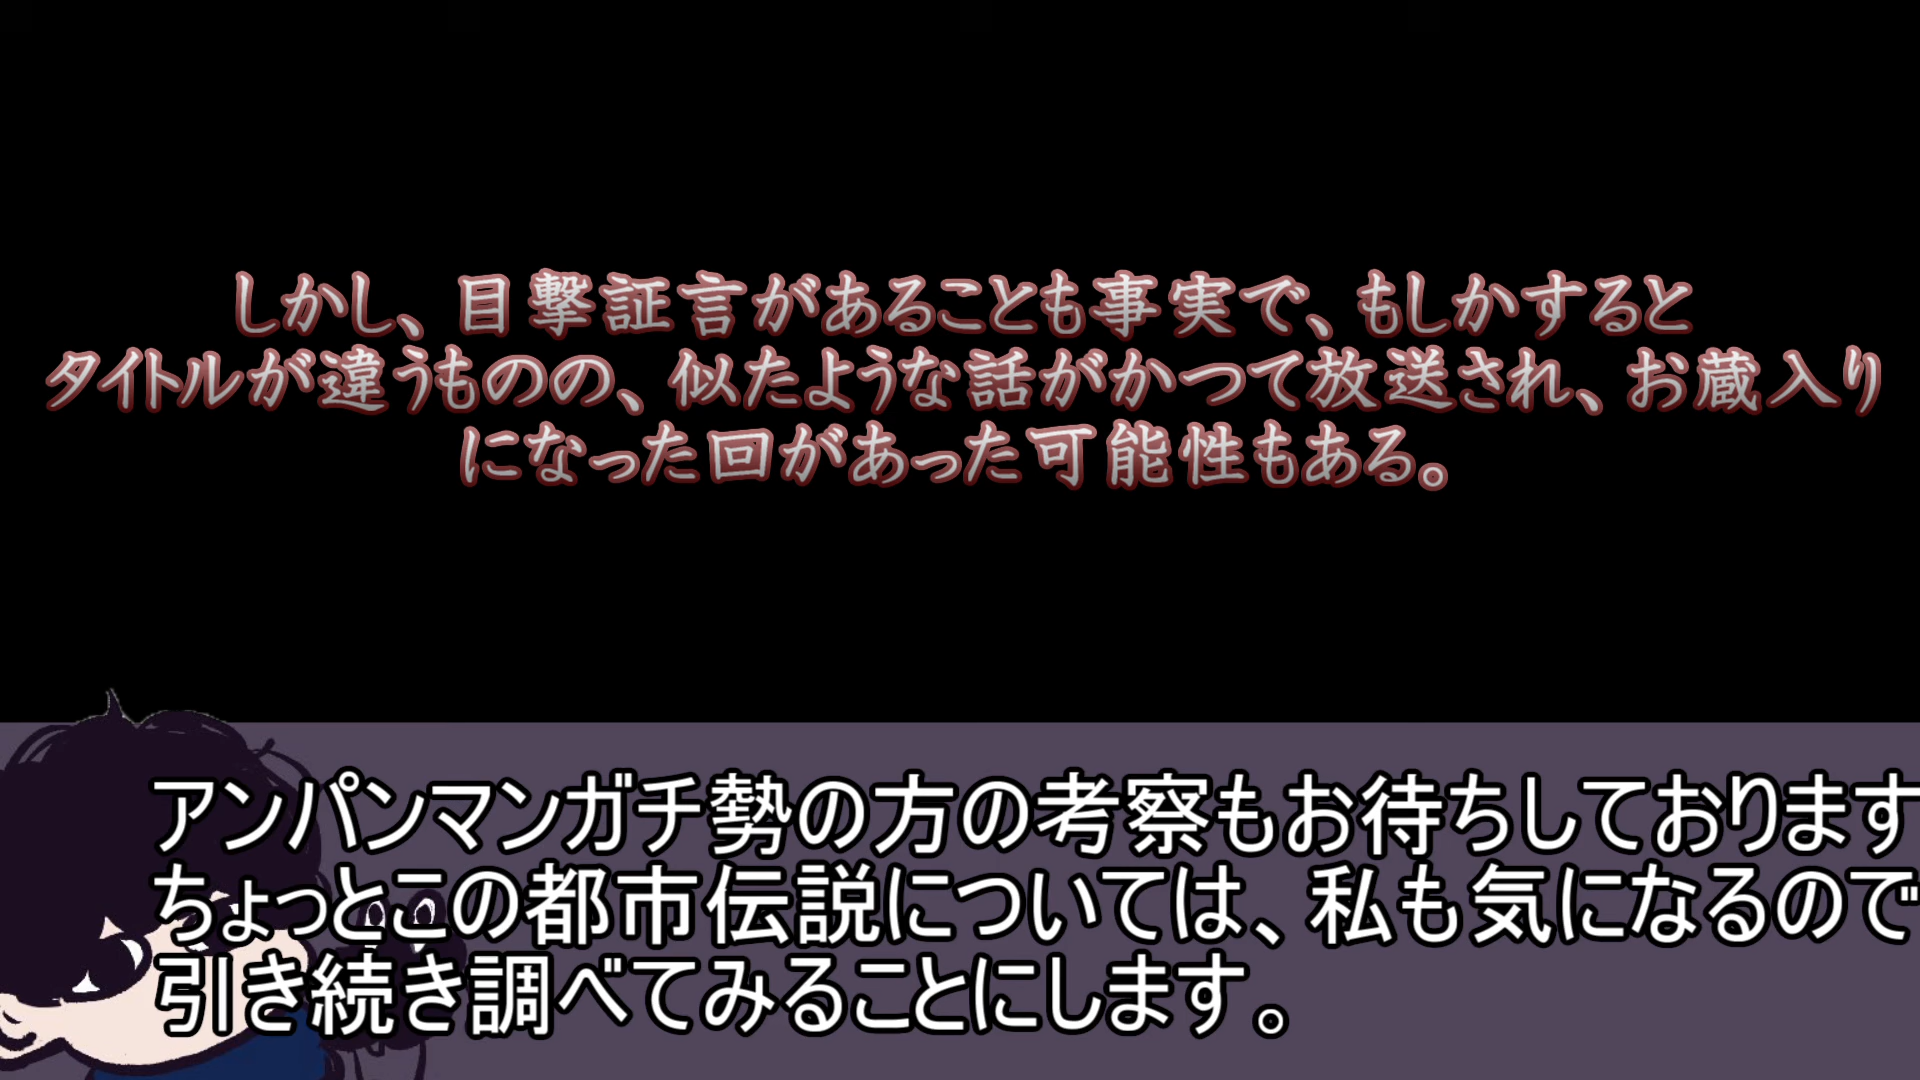 しかし、目撃証言があることも事実で、もしかすると
タイトルが違うものの、似たような話がかつて放送され、お蔵入り
になった回があった可能性もある。
アンパンマンガチ勢の方の考察もお待ちしております
ちょっとこの都市伝説については、私も気になるので
引き続き調べてみることにします。